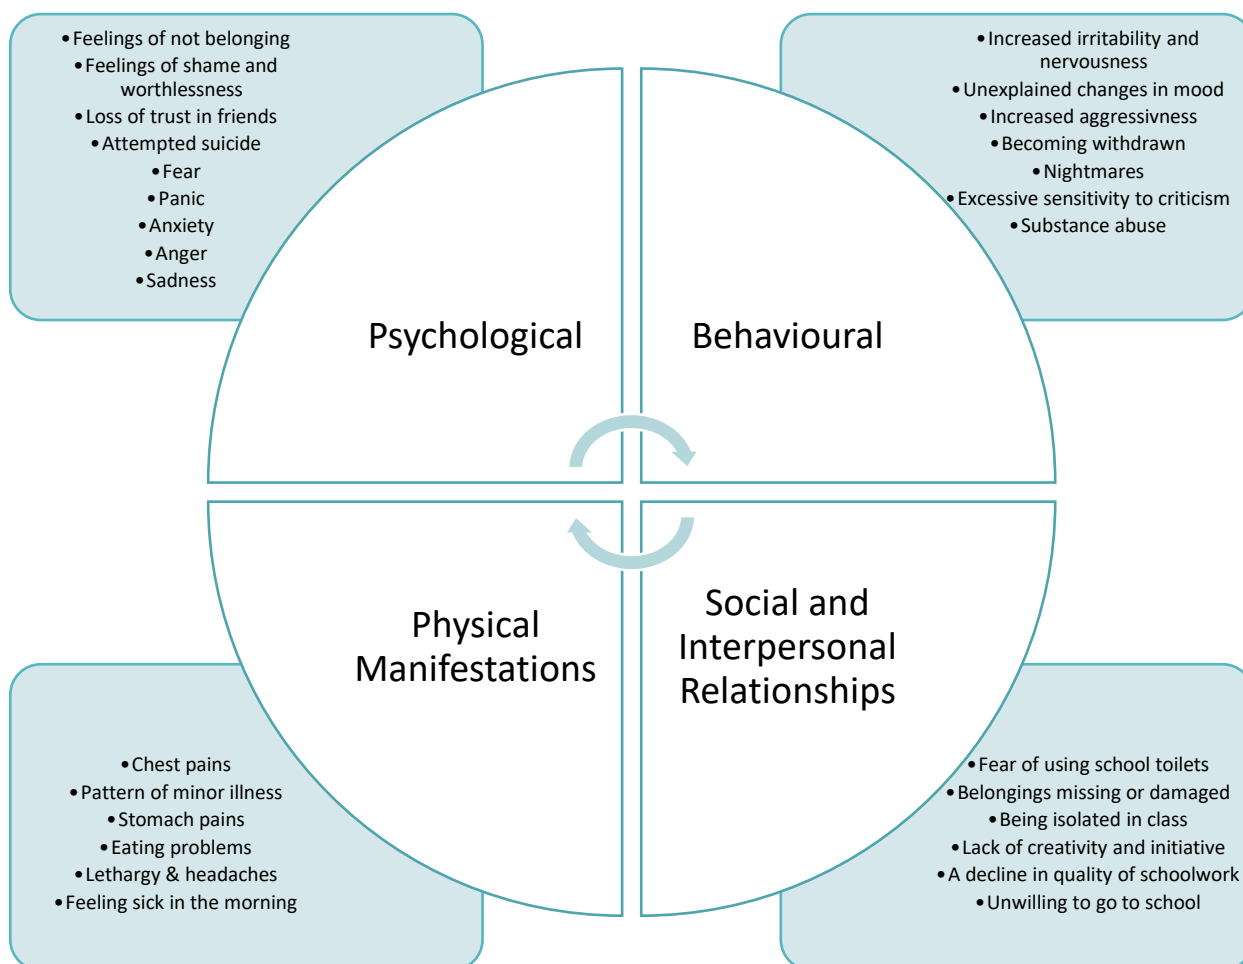 •Feelings of not belonging
•Feelings of shame and
worthlessness
•Loss of trust in friends
•Attempted suicide
•Fear
•Panic
•Anxiety
•Anger
•Sadness
•Increased irritability and
nervousness
•Unexplained changes in mood
•Increased aggressivness
•Becoming withdrawn
•Nightmares
•Excessive sensitivity to criticism
•Substance abuse
Psychological
Behavioural
Physical
Manifestations
Social and
Interpersonal
Relationships
•Chest pains
•Pattern of minor illness
•Stomach pains
•Eating problems
•Lethargy & headaches
•Feeling sick in the morning
•Fear of using school toilets
•Belongings missing or damaged
•Being isolated in class
•Lack of creativity and initiative
•A decline in quality of schoolwork
•Unwilling to go to school